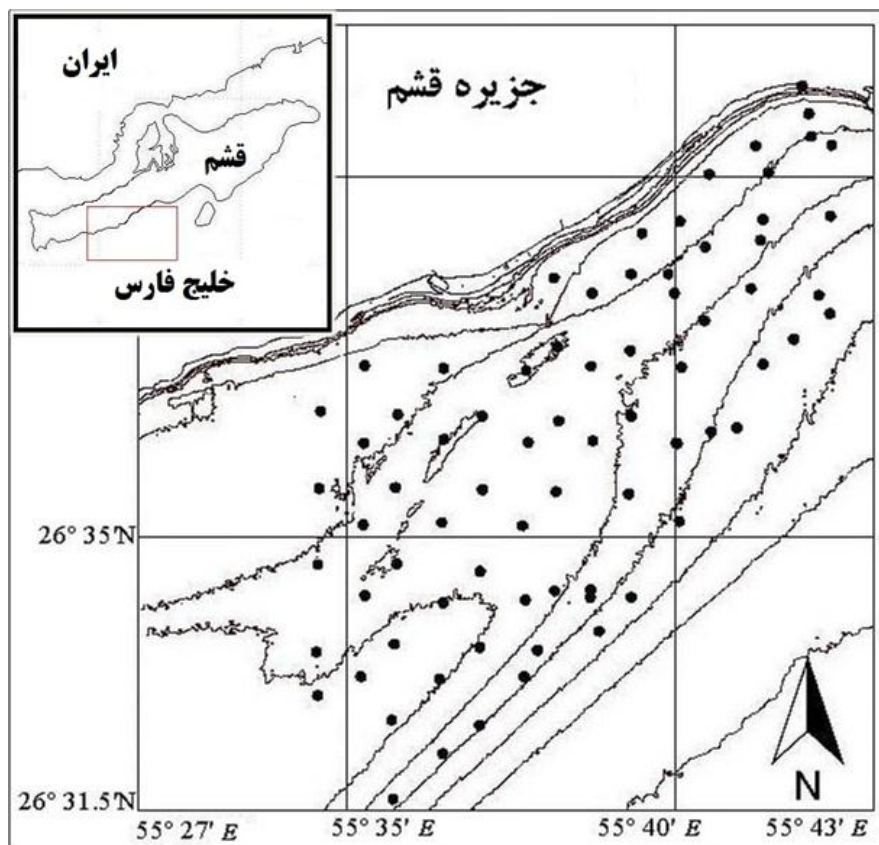 ایران
قشم
خلیج فارس
جزیره قشم
26° 35'N
26° 31.5'N
55° 27' E
55° 35' E
55° 40' E
55° 43' E
N